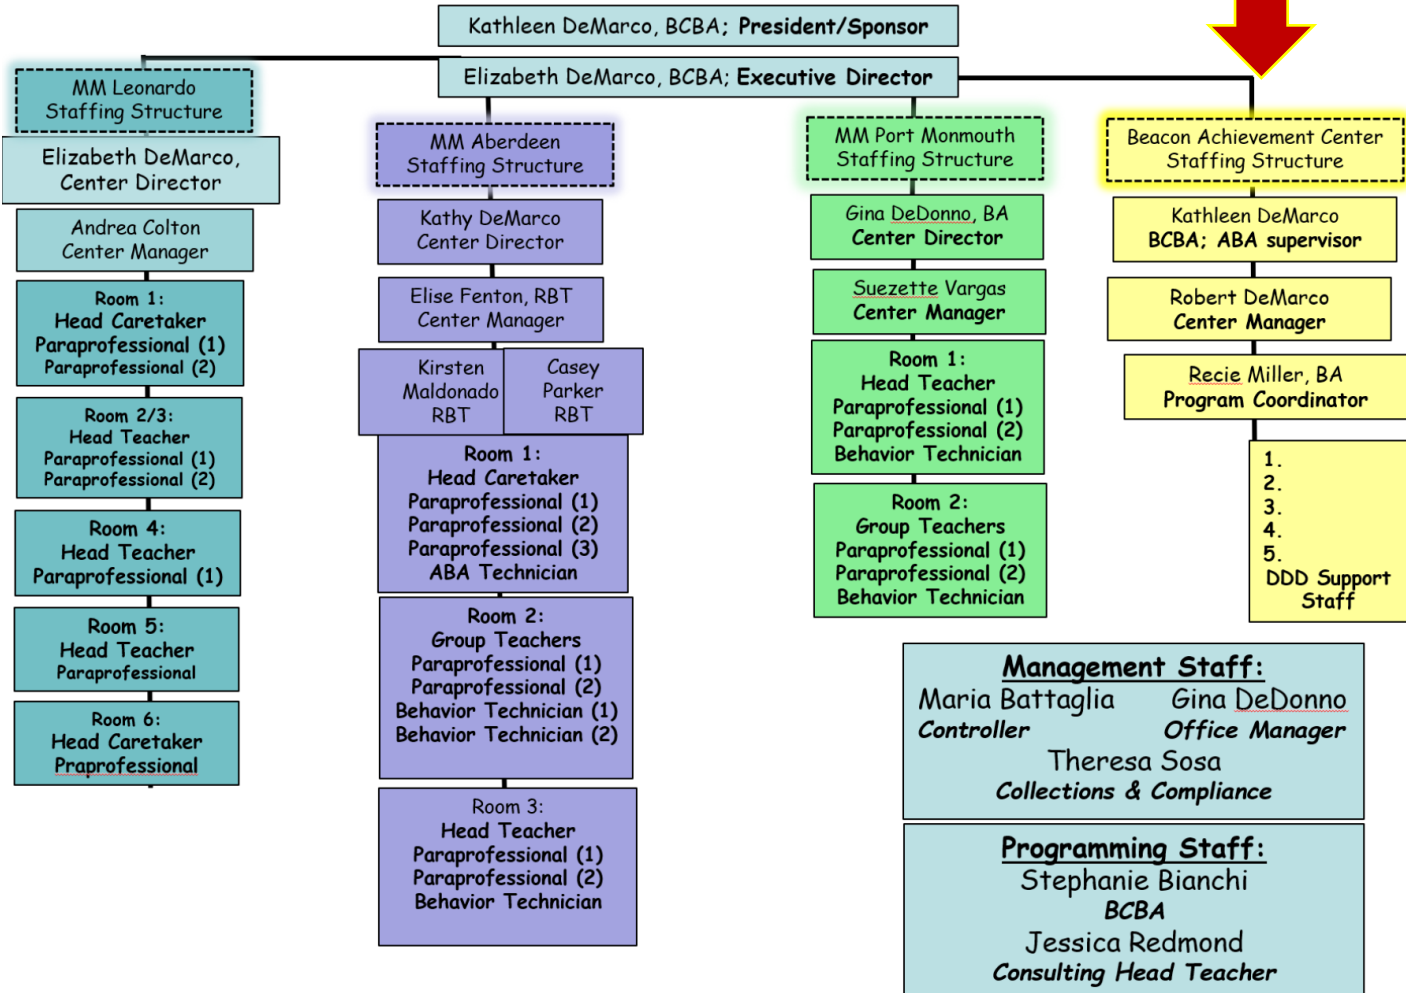 Kathleen DeMarco, BCBA; President/Sponsor
Elizabeth DeMarco, BCBA; Executive Director
MM Leonardo
Staffing Structure
Elizabeth DeMarco,
Center Director
Andrea Colton
Center Manager
Room 1:
Head Caretaker
Paraprofessional (1)
Paraprofessional (2)
Room 2/3:
Head Teacher
Paraprofessional (1)
Paraprofessional (2)
Room 4:
Head Teacher
Paraprofessional (1)
Room 5:
Head Teacher
Paraprofessional
Room 6:
Head Caretaker
Praprofessional
MM Aberdeen
Staffing Structure
Kathy DeMarco
Center Director
Elise Fenton, RBT
Center Manager
Kirsten
Maldonado
RBT
Casey
Parker
RBT
Room 1:
Head Caretaker
Paraprofessional (1)
Paraprofessional (2)
Paraprofessional (3)
ABA Technician
Room 2:
Group Teachers
Paraprofessional (1)
Paraprofessional (2)
Behavior Technician (1)
Behavior Technician (2)
Room 3:
Head Teacher
Paraprofessional (1)
Paraprofessional (2)
Behavior Technician
MM Port Monmouth
Staffing Structure
Gina DeDonno, BA
Center Director
Suezette Vargas
Center Manager
Room 1:
Head Teacher
Paraprofessional (1)
Paraprofessional (2)
Behavior Technician
Room 2:
Group Teachers
Paraprofessional (1)
Paraprofessional (2)
Behavior Technician
Beacon Achievement Center
Staffing Structure
Kathleen DeMarco
BCBA; ABA supervisor
Robert DeMarco
Center Manager
Recie Miller, BA
Program Coordinator
1.
2.
3.
4.
5.
DDD Support
Staff
Management Staff:
Maria Battaglia Gina DeDonno
Controller Office Manager
Theresa Sosa
Collections & Compliance
Programming Staff:
Stephanie Bianchi
BCBA
Jessica Redmond
Consulting Head Teacher